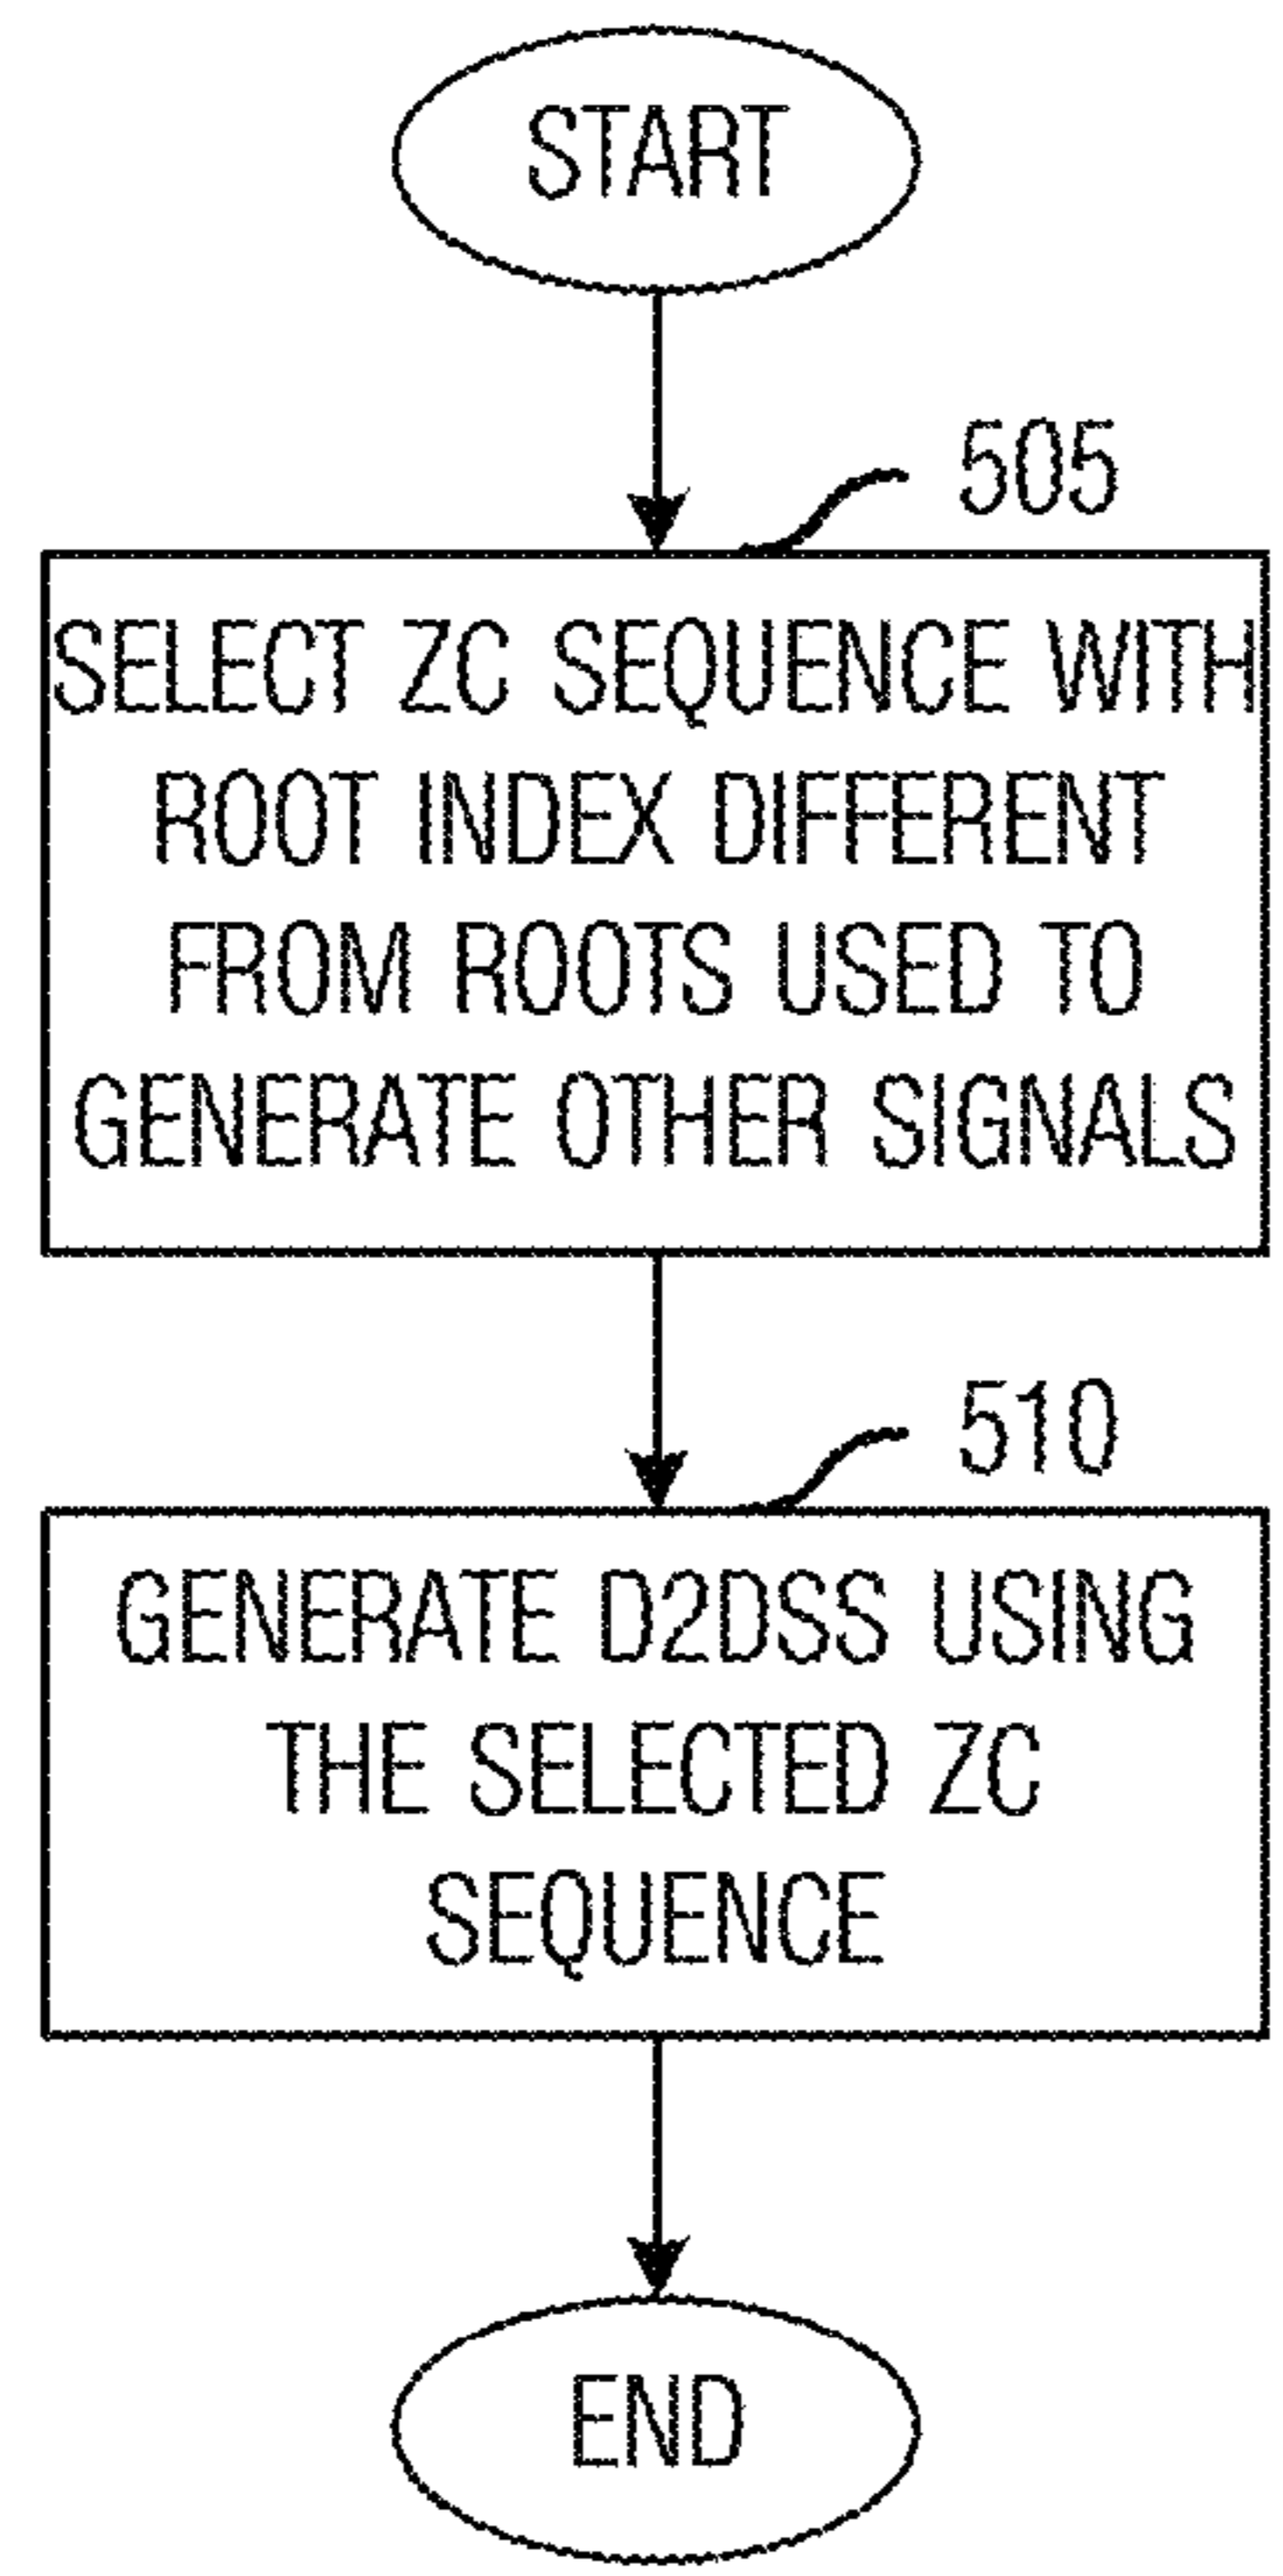 START
505
SELECT ZC SEQUENCE WITH
ROOT INDEX DIFFERENT
FROM ROOTS USED TO
GENERATE OTHER SIGNALS
510
GENERATE D2DSS USING
THE SELECTED ZC
SEQUENCE
END